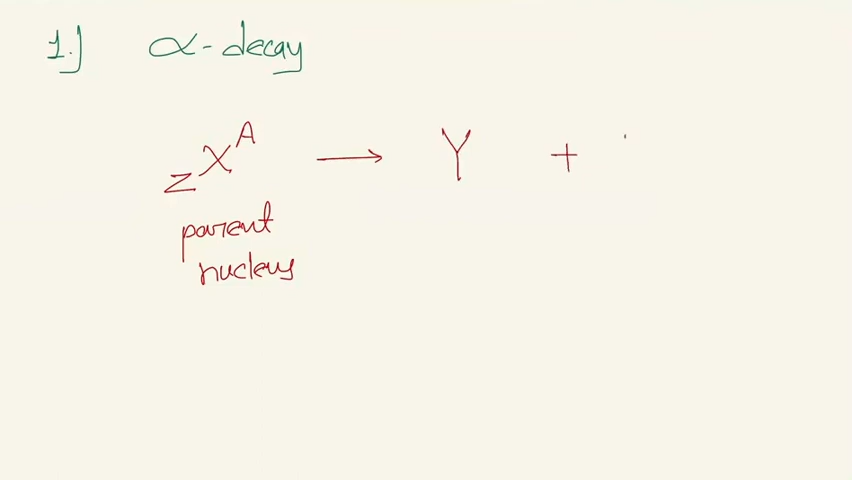 1.) α-decay
zX^A → Y +
parent
nucleus